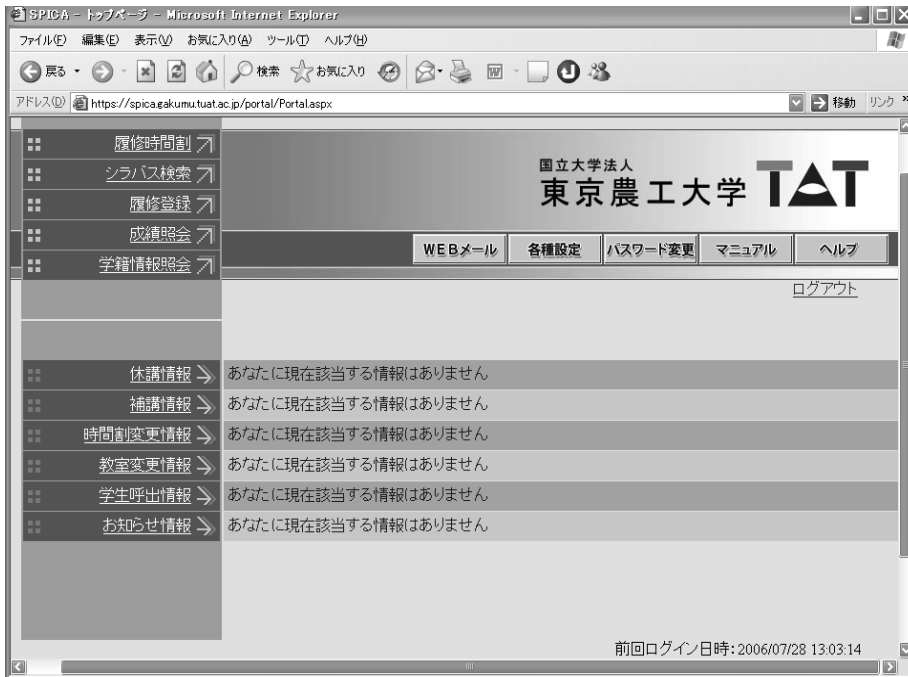 SPICA - トップページ - Microsoft Internet Explorer
ファイル(F) 編集(E) 表示(V) お気に入り(A) ツール(T) ヘルプ(H)
戻る 検索 お気に入り
アドレス(D) https://spica.gakumu.tuat.ac.jp/portal/Portal.aspx 移動 リンク »
履修時間割
シラバス検索
履修登録
成績照会
学籍情報照会
国立大学法人
東京農工大学 TAT
WEBメール 各種設定 パスワード変更 マニュアル ヘルプ
ログアウト
休講情報 あなたに現在該当する情報はありません
補講情報 あなたに現在該当する情報はありません
時間割変更情報 あなたに現在該当する情報はありません
教室変更情報 あなたに現在該当する情報はありません
学生呼出情報 あなたに現在該当する情報はありません
お知らせ情報 あなたに現在該当する情報はありません
前回ログイン日時：2006/07/28 13:03:14